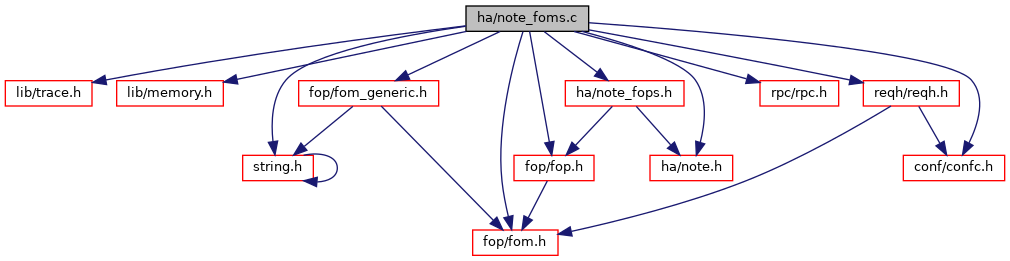 ha/note_foms.c
lib/trace.h
lib/memory.h
fop/fom_generic.h
ha/note_fops.h
rpc/rpc.h
reqh/reqh.h
string.h
fop/fop.h
ha/note.h
conf/confc.h
fop/fom.h